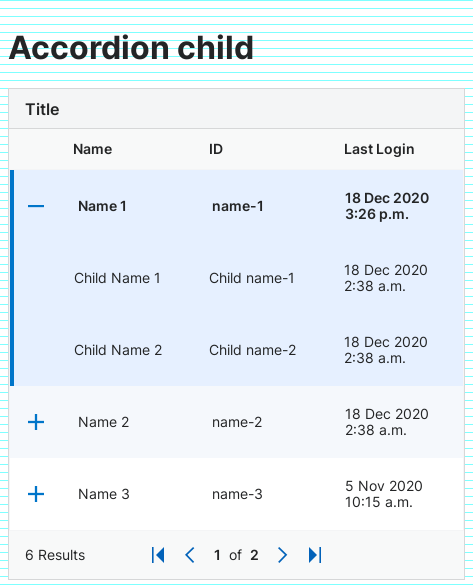 Accordion child
Title
Name ID Last Login
Name 1 name-1 18 Dec 2020
3:26 p.m.
Child Name 1 Child name-1 18 Dec 2020
2:38 a.m.
Child Name 2 Child name-2 18 Dec 2020
2:38 a.m.
Name 2 name-2 18 Dec 2020
2:38 a.m.
Name 3 name-3 5 Nov 2020
10:15 a.m.
6 Results 1 of 2